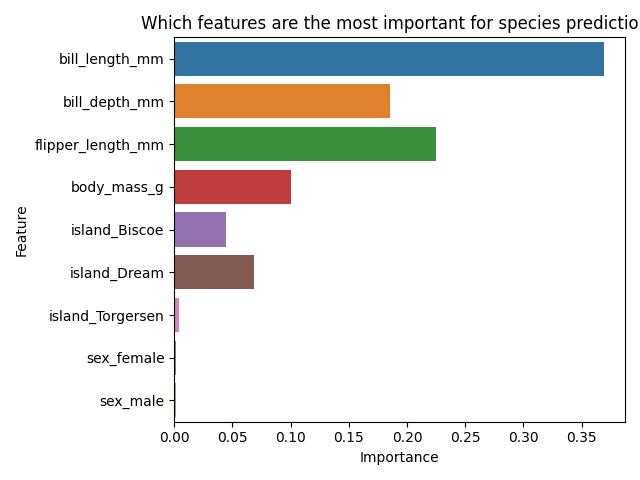 Which features are the most important for species predictio
bill_length_mm
bill_depth_mm
flipper_length_mm
body_mass_g
island_Biscoe
island_Dream
island_Torgersen
sex_female
sex_male
Feature
0.00 0.05 0.10 0.15 0.20 0.25 0.30 0.35
Importance